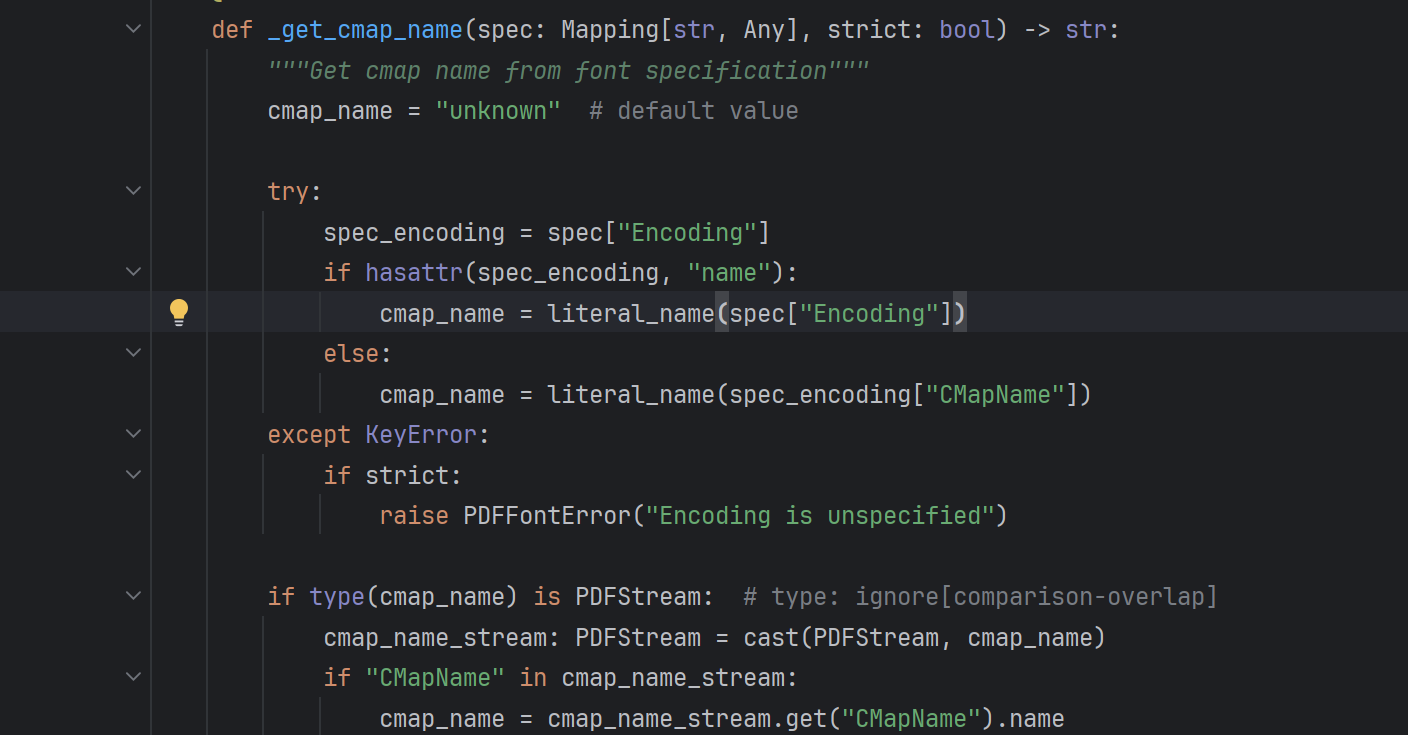 def _get_cmap_name(spec: Mapping[str, Any], strict: bool) -> str:
"""Get cmap name from font specification"""
cmap_name = "unknown"  # default value
try:
spec_encoding = spec["Encoding"]
if hasattr(spec_encoding, "name"):
cmap_name = literal_name(spec["Encoding"])
else:
cmap_name = literal_name(spec_encoding["CMapName"])
except KeyError:
if strict:
raise PDFFontError("Encoding is unspecified")
if type(cmap_name) is PDFStream:  # type: ignore[comparison-overlap]
cmap_name_stream: PDFStream = cast(PDFStream, cmap_name)
if "CMapName" in cmap_name_stream:
cmap_name = cmap_name_stream.get("CMapName").name